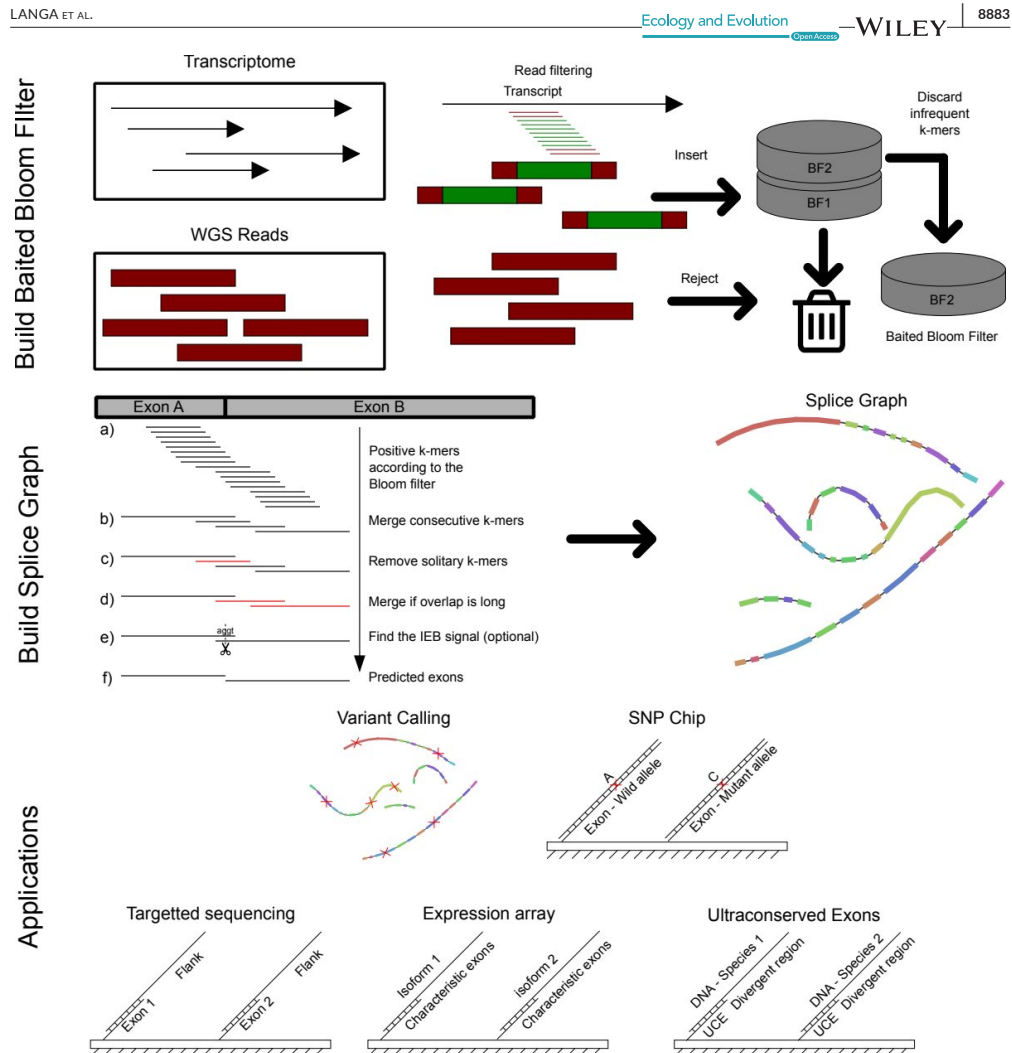 LANGA ET AL.
Ecology and Evolution
Open Access
WILEY
8883
Build Baited Bloom FIlter
Transcriptome
WGS Reads
Read filtering
Transcript
Insert
Reject
BF2
BF1
Discard
infrequent
k-mers
BF2
Baited Bloom Filter
Build Splice Graph
Exon A
Exon B
a)
Positive k-mers
according to the
Bloom filter
b)
Merge consecutive k-mers
c)
Remove solitary k-mers
d)
Merge if overlap is long
e)
aggt
Find the IEB signal (optional)
f)
Predicted exons
Splice Graph
Applications
Variant Calling
SNP Chip
A
Exon - Wild allele
C
Exon - Mutant allele
Targetted sequencing
Exon 1
Flank
Exon 2
Flank
Expression array
Isoform 1
Characteristic exons
isoform 2
Characteristic exons
Ultraconserved Exons
DNA - Species 1
UCE Divergent region
DNA - Species 2
UCE Divergent region